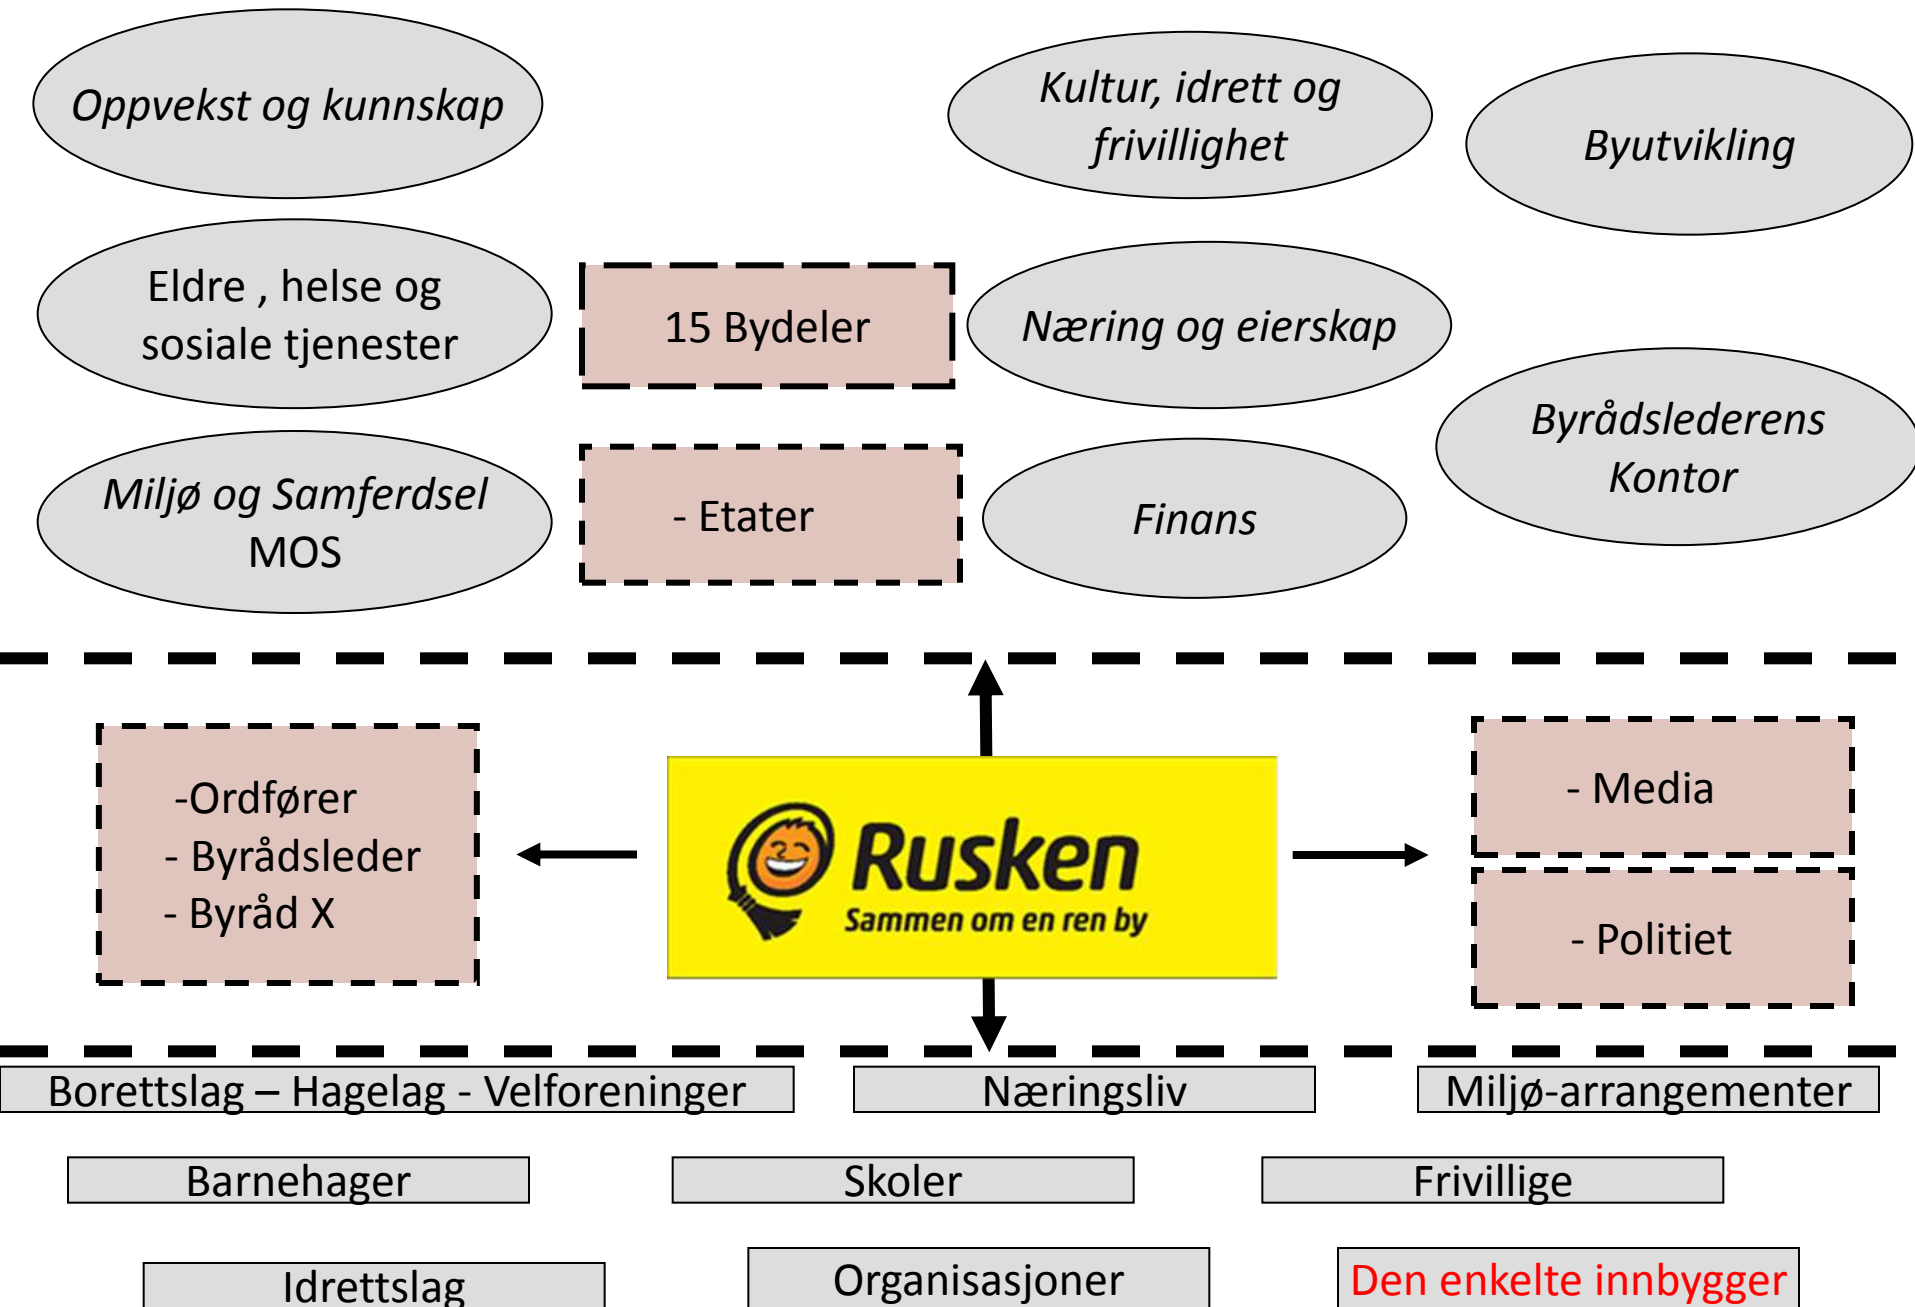 Oppvekst og kunnskap
Kultur, idrett og
frivillighet
Byutvikling
Eldre , helse og
sosiale tjenester
15 Bydeler
Næring og eierskap
Byrådslederens
Kontor
Miljø og Samferdsel
MOS
- Etater
Finans
-Ordfører
- Byrådsleder
- Byråd X
Rusken
Sammen om en ren by
- Media
- Politiet
Borettslag – Hagelag - Velforeninger
Næringsliv
Miljø-arrangementer
Barnehager
Skoler
Frivillige
Idrettslag
Organisasjoner
Den enkelte innbygger